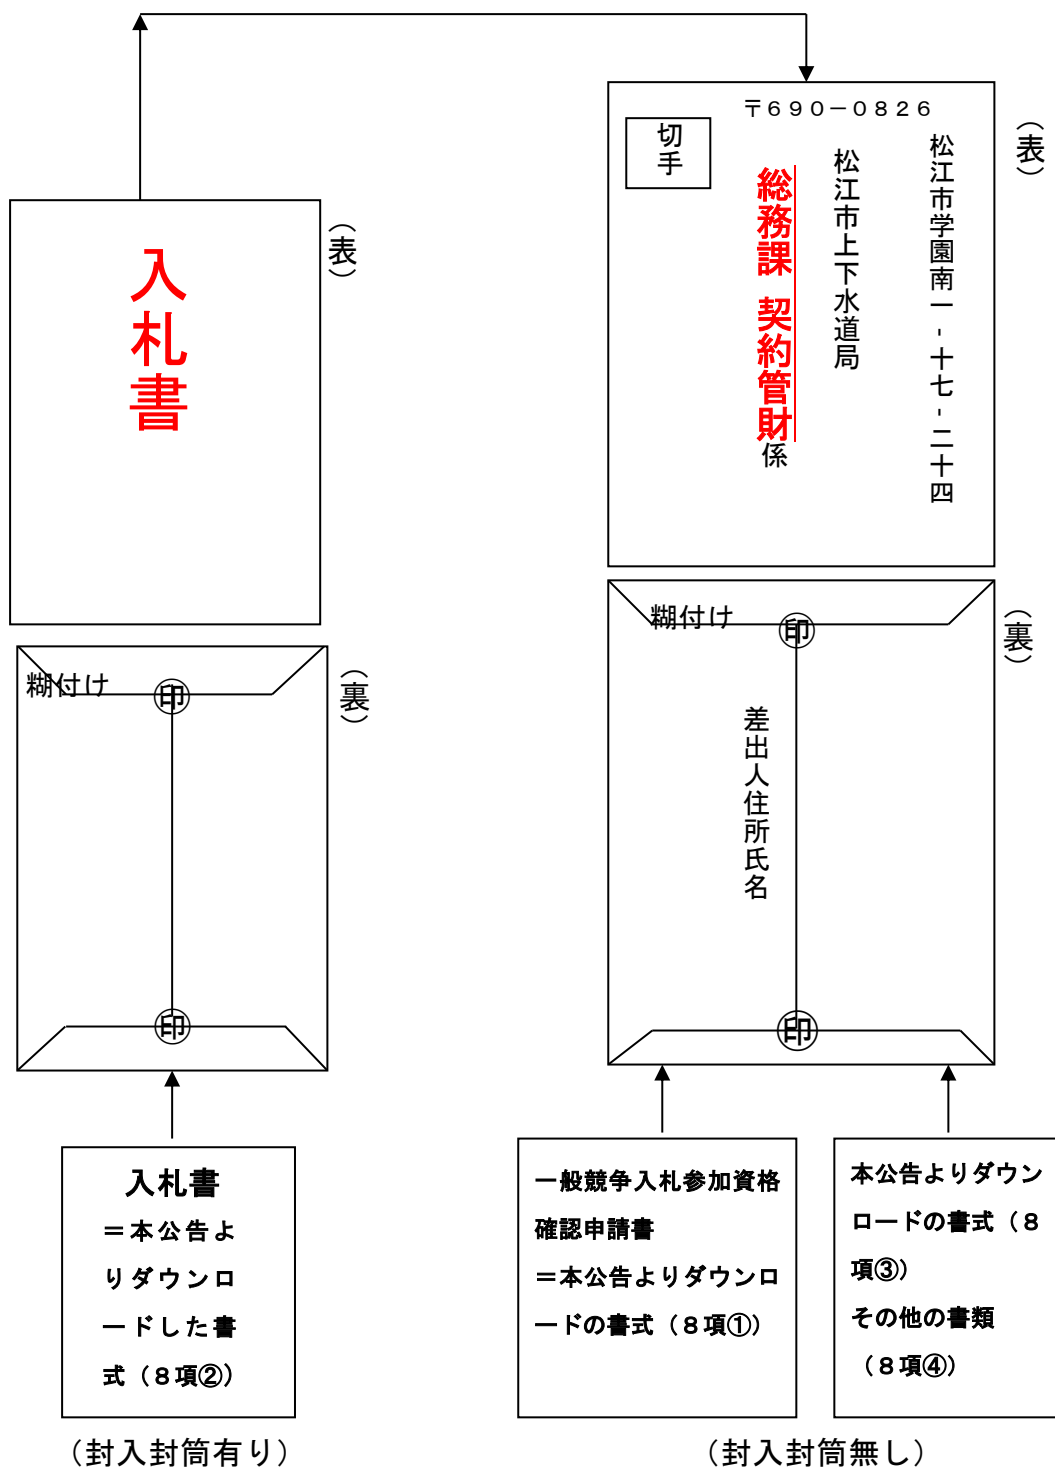 〒690－0826
切手
松江市学園南一-十七-二十四
松江市上下水道局
総務課 契約管財係
（表）
入札書
（表）
糊付け
印
差出人住所氏名
印
（裏）
糊付け
印
印
（裏）
入札書
＝本公告よ
りダウンロ
ードした書
式（８項②）
一般競争入札参加資格
確認申請書
＝本公告よりダウンロ
ードの書式（８項①）
本公告よりダウン
ロードの書式（８
項③）
その他の書類
（８項④）
（封入封筒有り）
（封入封筒無し）